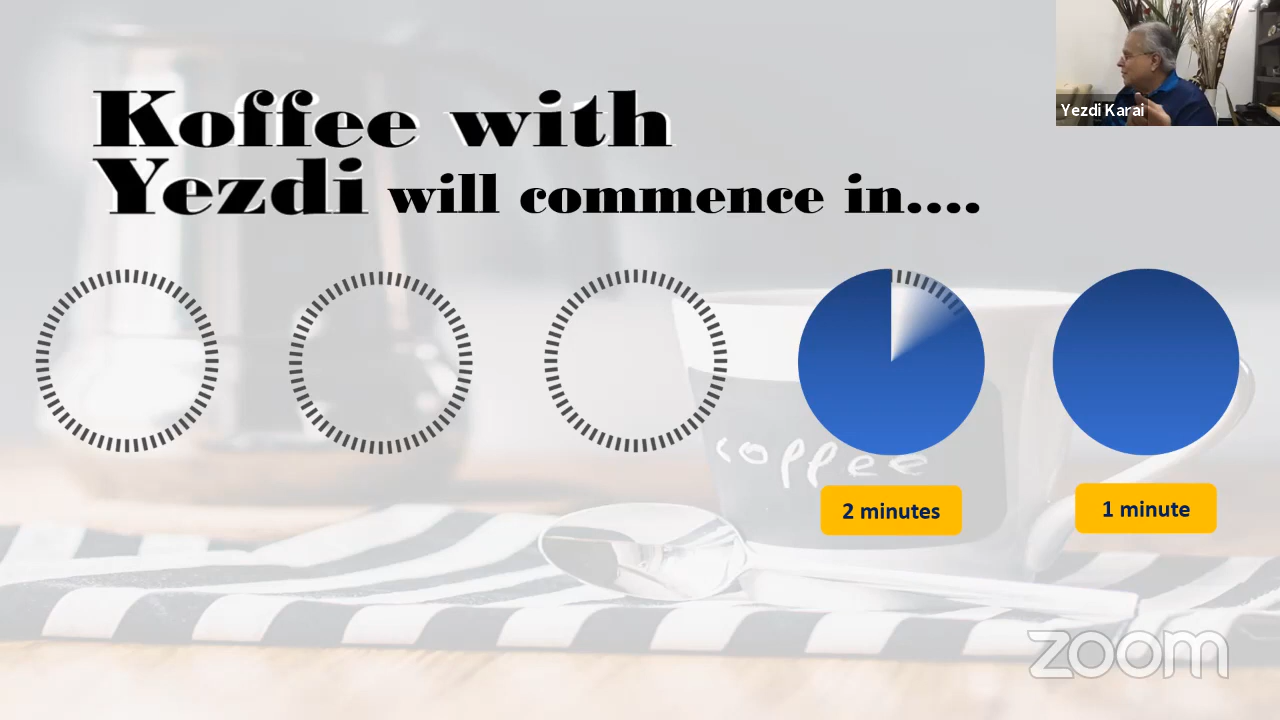 Yezdi Karai
Koffee with
Yezdi will commence in....
coffee
2 minutes
1 minute
zoom